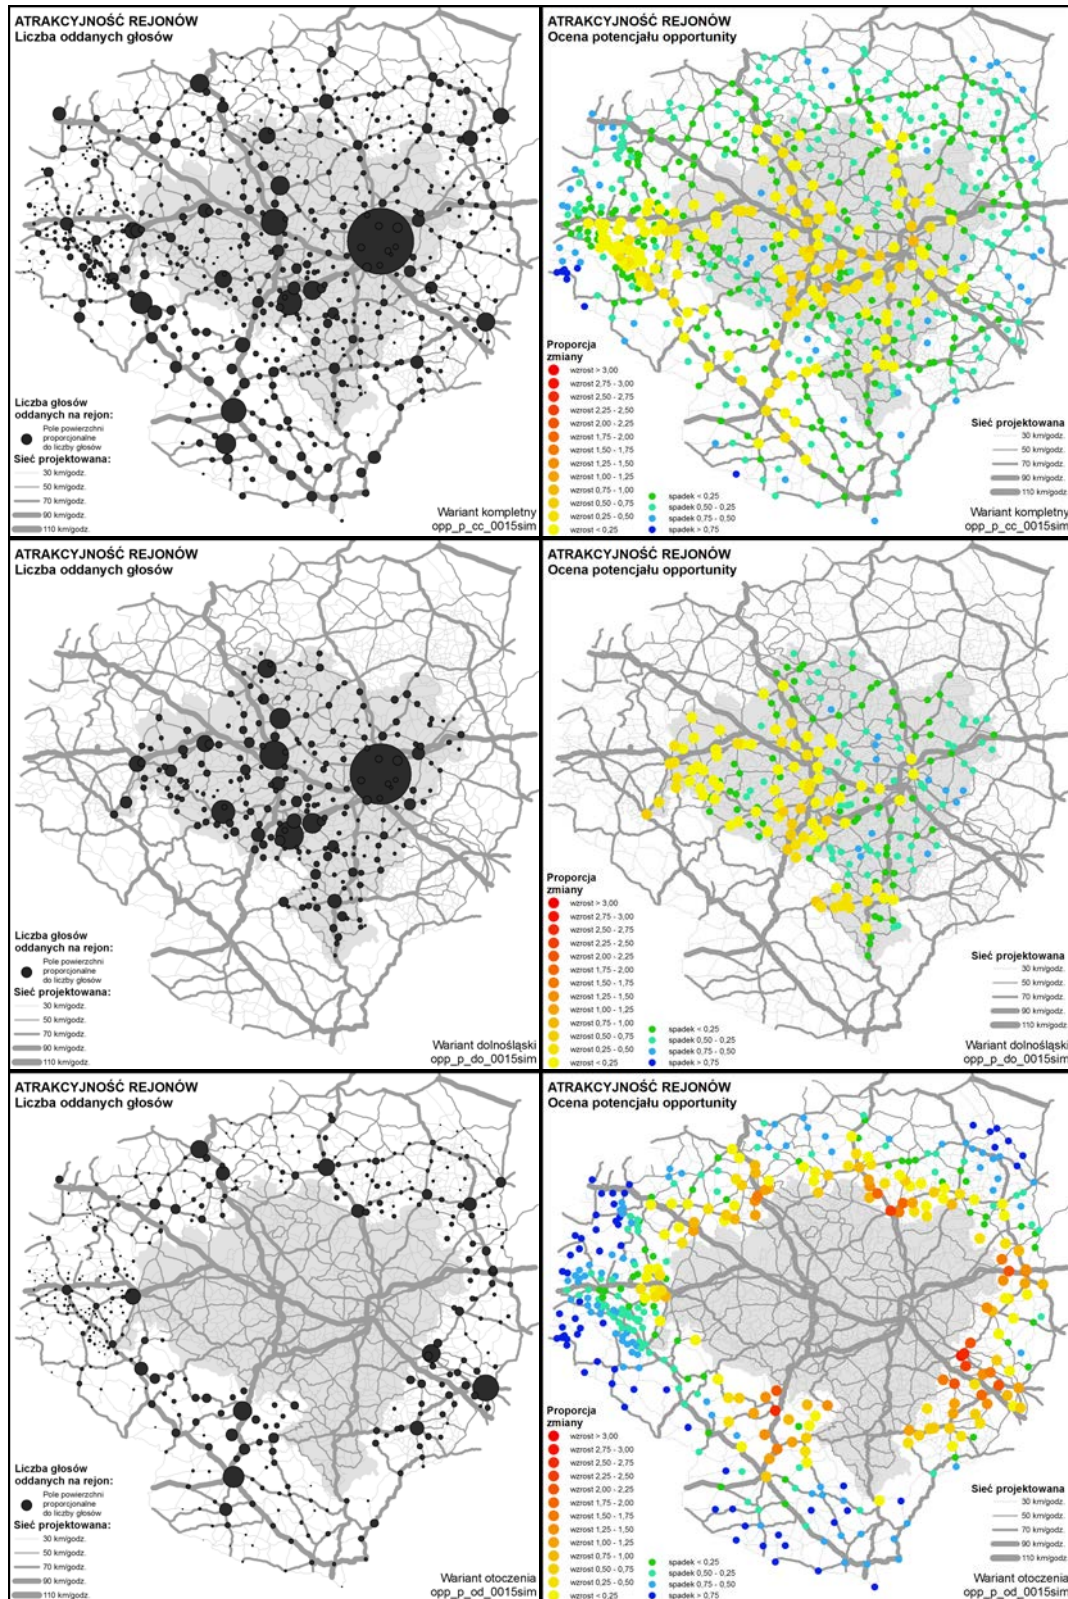 ATRAKCYJNOŚĆ REJONÓW
Liczba oddanych głosów
Liczba głosów
oddanych na rejon:
Pole powierzchni
proporcjonalne
do liczby głosów
Sieć projektowana:
30 km/godz.
50 km/godz.
70 km/godz.
90 km/godz.
110 km/godz.
Wariant kompletny
opp_p_cc_0015sim
ATRAKCYJNOŚĆ REJONÓW
Ocena potencjału opportunity
Proporcja
zmiany
wzrost > 3,00
wzrost 2,75 - 3,00
wzrost 2,50 - 2,75
wzrost 2,25 - 2,50
wzrost 2,00 - 2,25
wzrost 1,75 - 2,00
wzrost 1,50 - 1,75
wzrost 1,25 - 1,50
wzrost 1,00 - 1,25
wzrost 0,75 - 1,00
wzrost 0,50 - 0,75
wzrost 0,25 - 0,50
wzrost < 0,25
spadek < 0,25
spadek 0,50 - 0,25
spadek 0,75 - 0,50
spadek > 0,75
Sieć projektowana
30 km/godz.
50 km/godz.
70 km/godz.
90 km/godz.
110 km/godz.
Wariant kompletny
opp_p_cc_0015sim
ATRAKCYJNOŚĆ REJONÓW
Liczba oddanych głosów
Liczba głosów
oddanych na rejon:
Pole powierzchni
proporcjonalne
do liczby głosów
Sieć projektowana:
30 km/godz.
50 km/godz.
70 km/godz.
90 km/godz.
110 km/godz.
Wariant dolnośląski
opp_p_do_0015sim
ATRAKCYJNOŚĆ REJONÓW
Ocena potencjału opportunity
Proporcja
zmiany
wzrost > 3,00
wzrost 2,75 - 3,00
wzrost 2,50 - 2,75
wzrost 2,25 - 2,50
wzrost 2,00 - 2,25
wzrost 1,75 - 2,00
wzrost 1,50 - 1,75
wzrost 1,25 - 1,50
wzrost 1,00 - 1,25
wzrost 0,75 - 1,00
wzrost 0,50 - 0,75
wzrost 0,25 - 0,50
wzrost < 0,25
spadek < 0,25
spadek 0,50 - 0,25
spadek 0,75 - 0,50
spadek > 0,75
Sieć projektowana
30 km/godz.
50 km/godz.
70 km/godz.
90 km/godz.
110 km/godz.
Wariant dolnośląski
opp_p_do_0015sim
ATRAKCYJNOŚĆ REJONÓW
Liczba oddanych głosów
Liczba głosów
oddanych na rejon:
Pole powierzchni
proporcjonalne
do liczby głosów
Sieć projektowana:
30 km/godz.
50 km/godz.
70 km/godz.
90 km/godz.
110 km/godz.
Wariant otoczenia
opp_p_od_0015sim
ATRAKCYJNOŚĆ REJONÓW
Ocena potencjału opportunity
Proporcja
zmiany
wzrost > 3,00
wzrost 2,75 - 3,00
wzrost 2,50 - 2,75
wzrost 2,25 - 2,50
wzrost 2,00 - 2,25
wzrost 1,75 - 2,00
wzrost 1,50 - 1,75
wzrost 1,25 - 1,50
wzrost 1,00 - 1,25
wzrost 0,75 - 1,00
wzrost 0,50 - 0,75
wzrost 0,25 - 0,50
wzrost < 0,25
spadek < 0,25
spadek 0,50 - 0,25
spadek 0,75 - 0,50
spadek > 0,75
Sieć projektowana
30 km/godz.
50 km/godz.
70 km/godz.
90 km/godz.
110 km/godz.
Wariant otoczenia
opp_p_od_0015sim